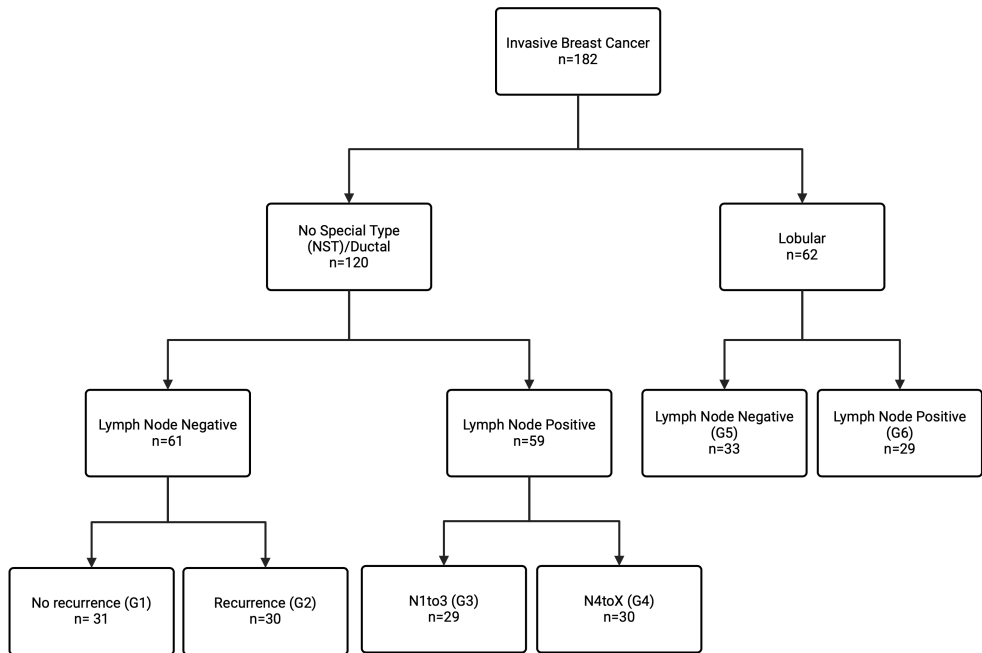 Invasive Breast Cancer
n=182
No Special Type
(NST)/Ductal
n=120
Lobular
n=62
Lymph Node Negative
n=61
Lymph Node Positive
n=59
Lymph Node Negative
(G5)
n=33
Lymph Node Positive
(G6)
n=29
No recurrence (G1)
n= 31
Recurrence (G2)
n=30
N1to3 (G3)
n=29
N4toX (G4)
n=30